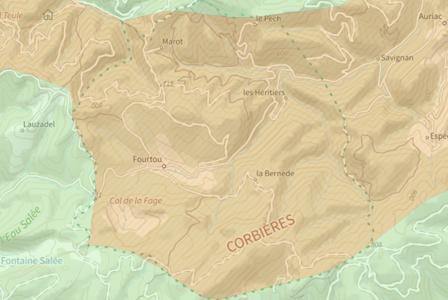 le Pech
Auriac
Marot
Savignan
les Héritiers
Lauzadel
Fourtou
la Bernède
Col de la Fage
CORBIÈRES
l'Eau Salée
Fontaine Salée